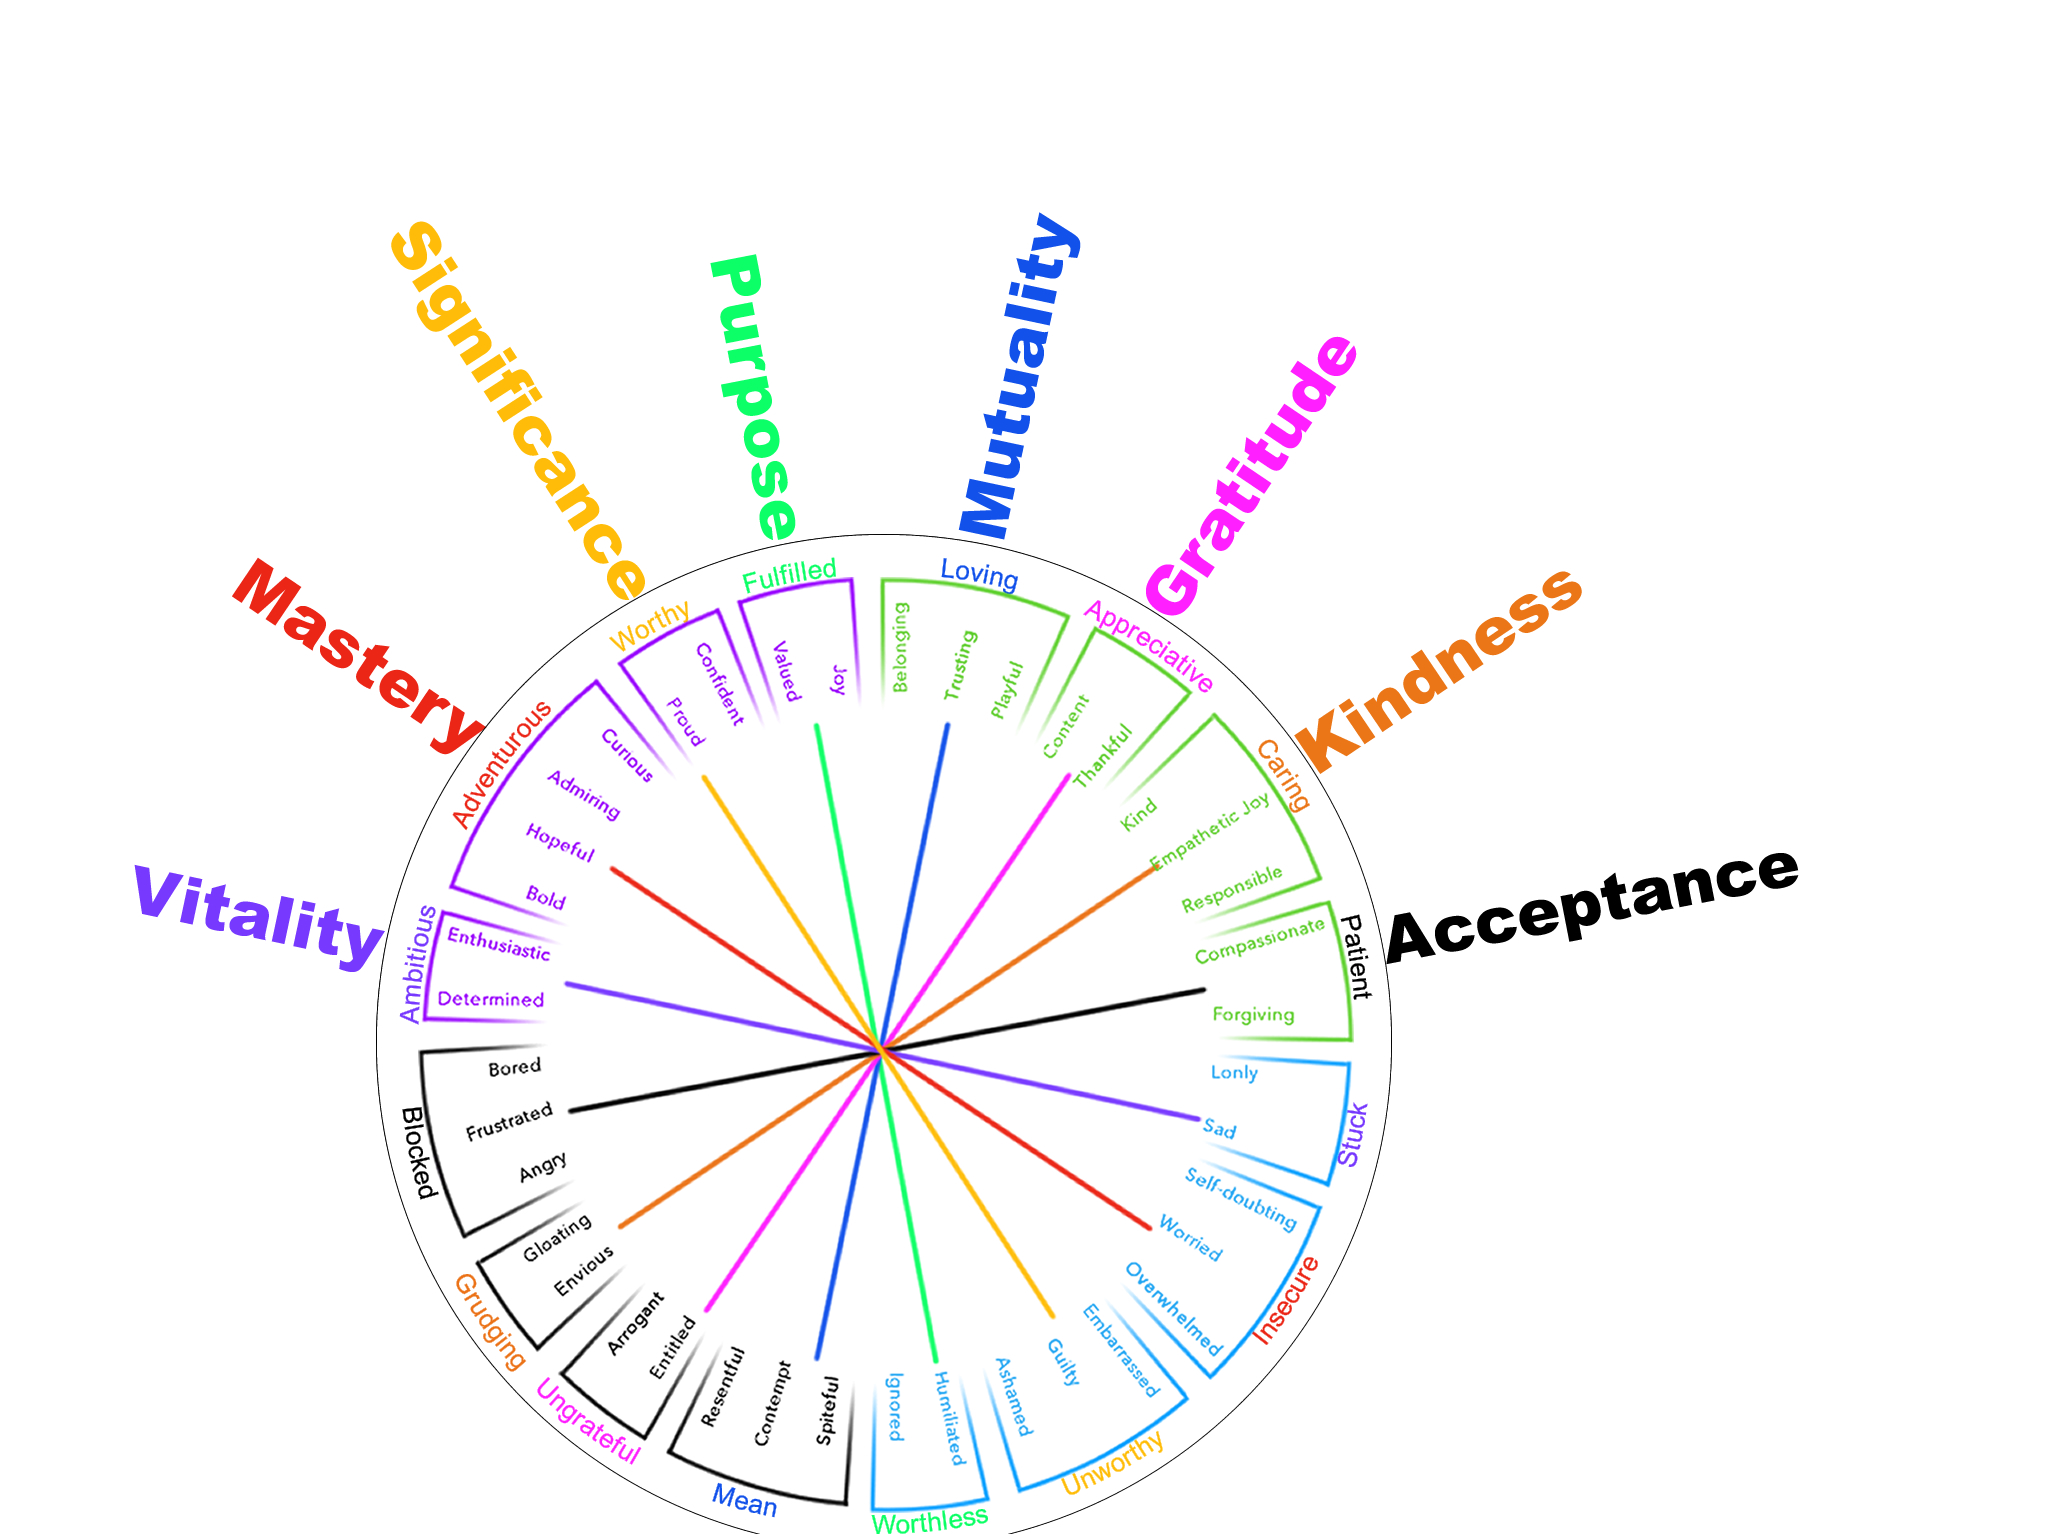 Vitality
Mastery
Significance
Purpose
Mutuality
Gratitude
Kindness
Acceptance
Ambitious
Determined
Enthusiastic
Adventurous
Bold
Hopeful
Admiring
Curious
Worthy
Proud
Confident
Fulfilled
Valued
Joy
Loving
Belonging
Trusting
Playful
Appreciative
Content
Thankful
Caring
Kind
Empathetic Joy
Responsible
Patient
Compassionate
Forgiving
Stuck
Lonly
Sad
Insecure
Self-doubting
Worried
Overwhelmed
Unworthy
Embarrassed
Guilty
Ashamed
Worthless
Humiliated
Ignored
Mean
Spiteful
Contempt
Resentful
Ungrateful
Entitled
Arrogant
Grudging
Envious
Gloating
Blocked
Angry
Frustrated
Bored